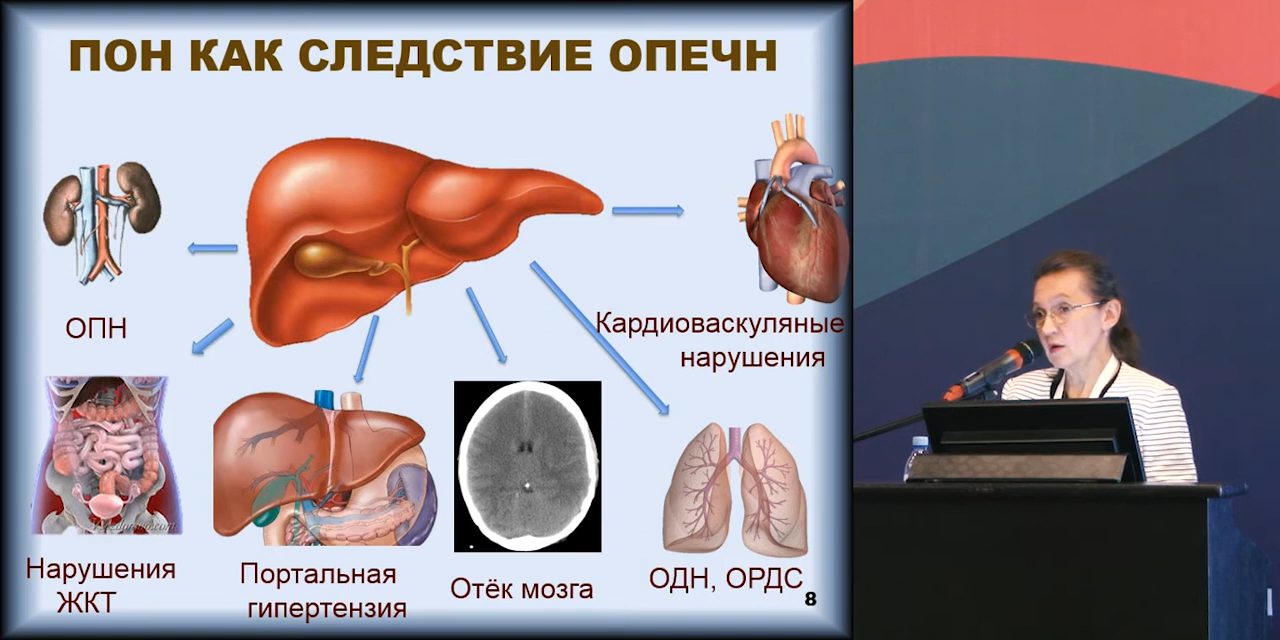 ПОН КАК СЛЕДСТВИЕ ОПЕЧН
ОПН
Кардиоваскуляные
нарушения
Нарушения
ЖКТ
Портальная
гипертензия
Отёк мозга
ОДН, ОРДС
8